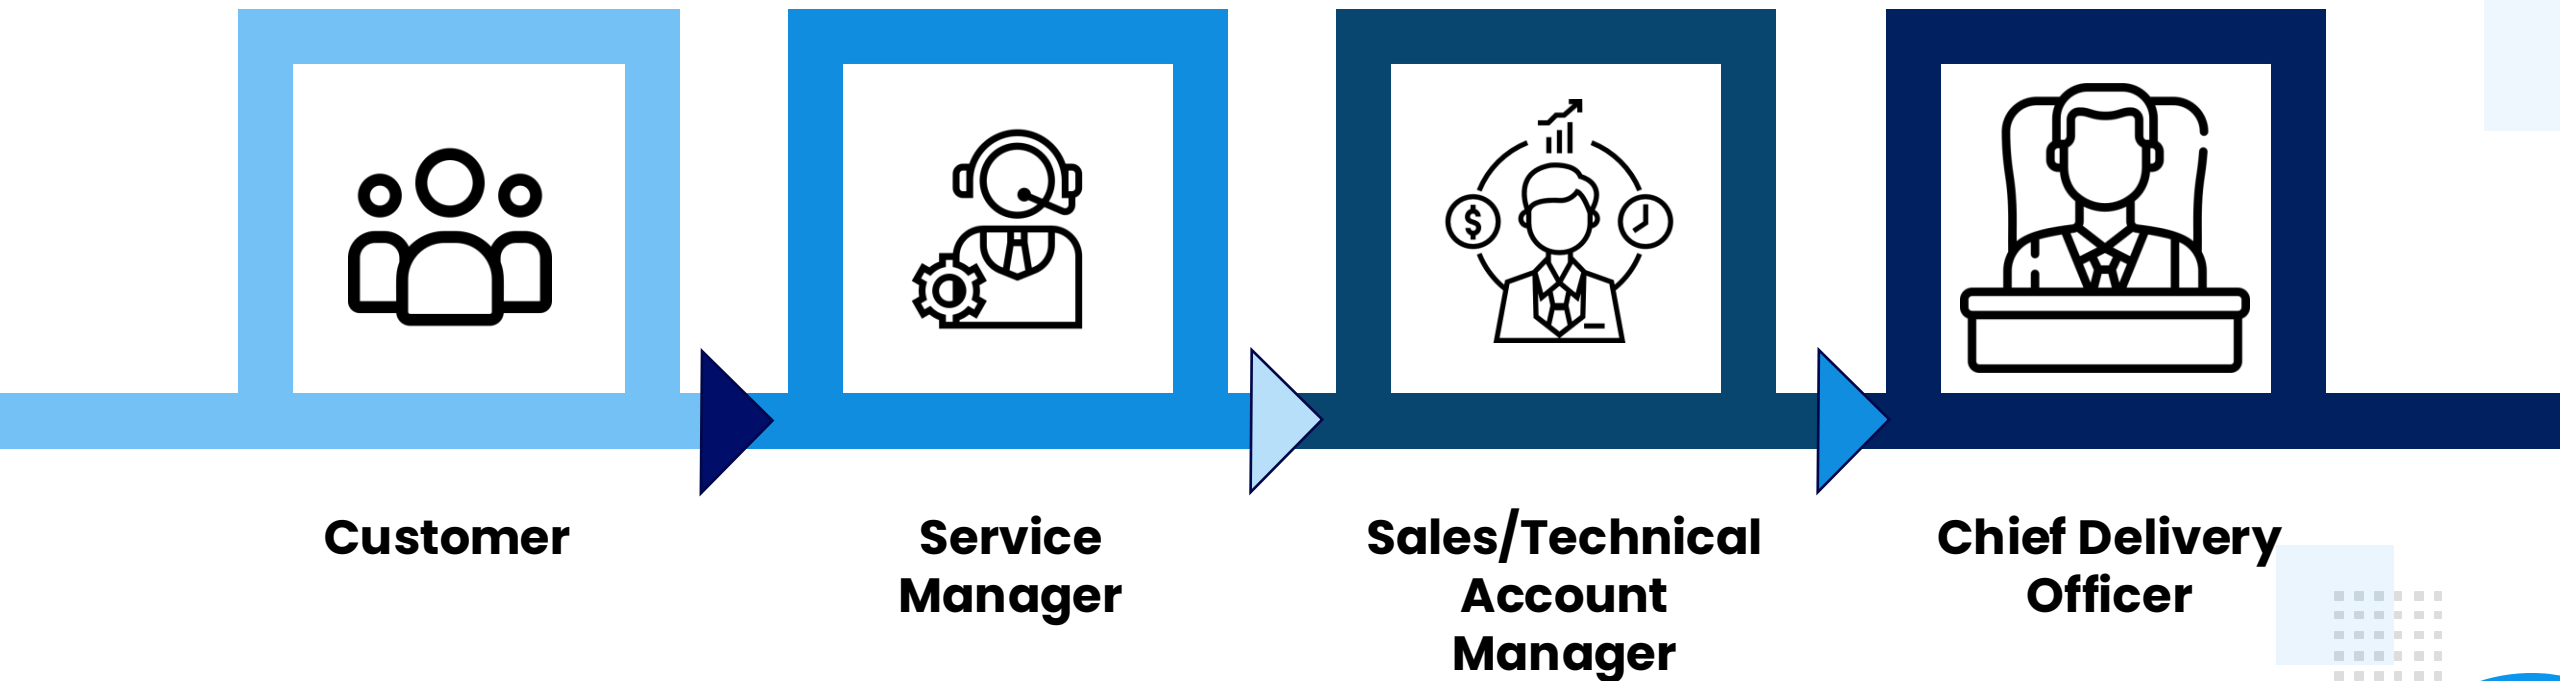 Customer
Service
Manager
Sales/Technical
Account
Manager
Chief Delivery
Officer
$